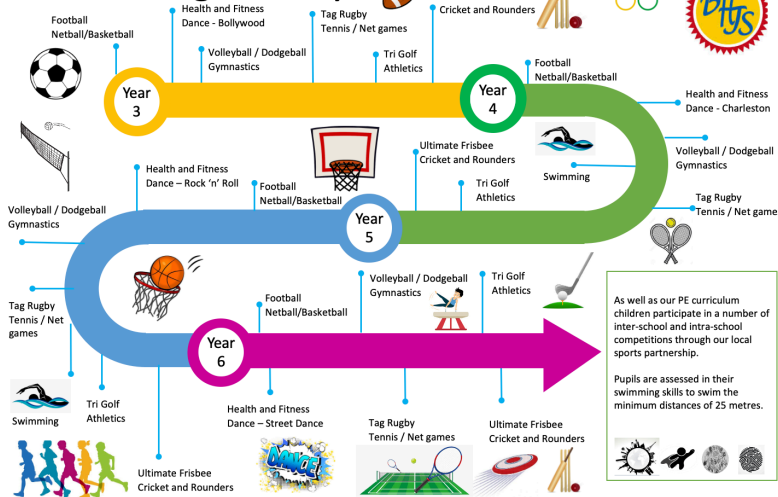 Football
Netball/Basketball
Health and Fitness
Dance - Bollywood
Volleyball / Dodgeball
Gymnastics
Tag Rugby
Tennis / Net games
Tri Golf
Athletics
Cricket and Rounders
BHJS
Year
3
Year
4
Football
Netball/Basketball
Health and Fitness
Dance - Charleston
Volleyball / Dodgeball
Gymnastics
Swimming
Tag Rugby
Tennis / Net game
Tri Golf
Athletics
Ultimate Frisbee
Cricket and Rounders
Year
5
Football
Netball/Basketball
Health and Fitness
Dance – Rock ‘n’ Roll
Volleyball / Dodgeball
Gymnastics
Tag Rugby
Tennis / Net
games
Swimming
Tri Golf
Athletics
Ultimate Frisbee
Cricket and Rounders
Year
6
Football
Netball/Basketball
Health and Fitness
Dance – Street Dance
DANCE
Volleyball / Dodgeball
Gymnastics
Tag Rugby
Tennis / Net games
Tri Golf
Athletics
Ultimate Frisbee
Cricket and Rounders
As well as our PE curriculum
children participate in a number of
inter-school and intra-school
competitions through our local
sports partnership.
Pupils are assessed in their
swimming skills to swim the
minimum distances of 25 metres.